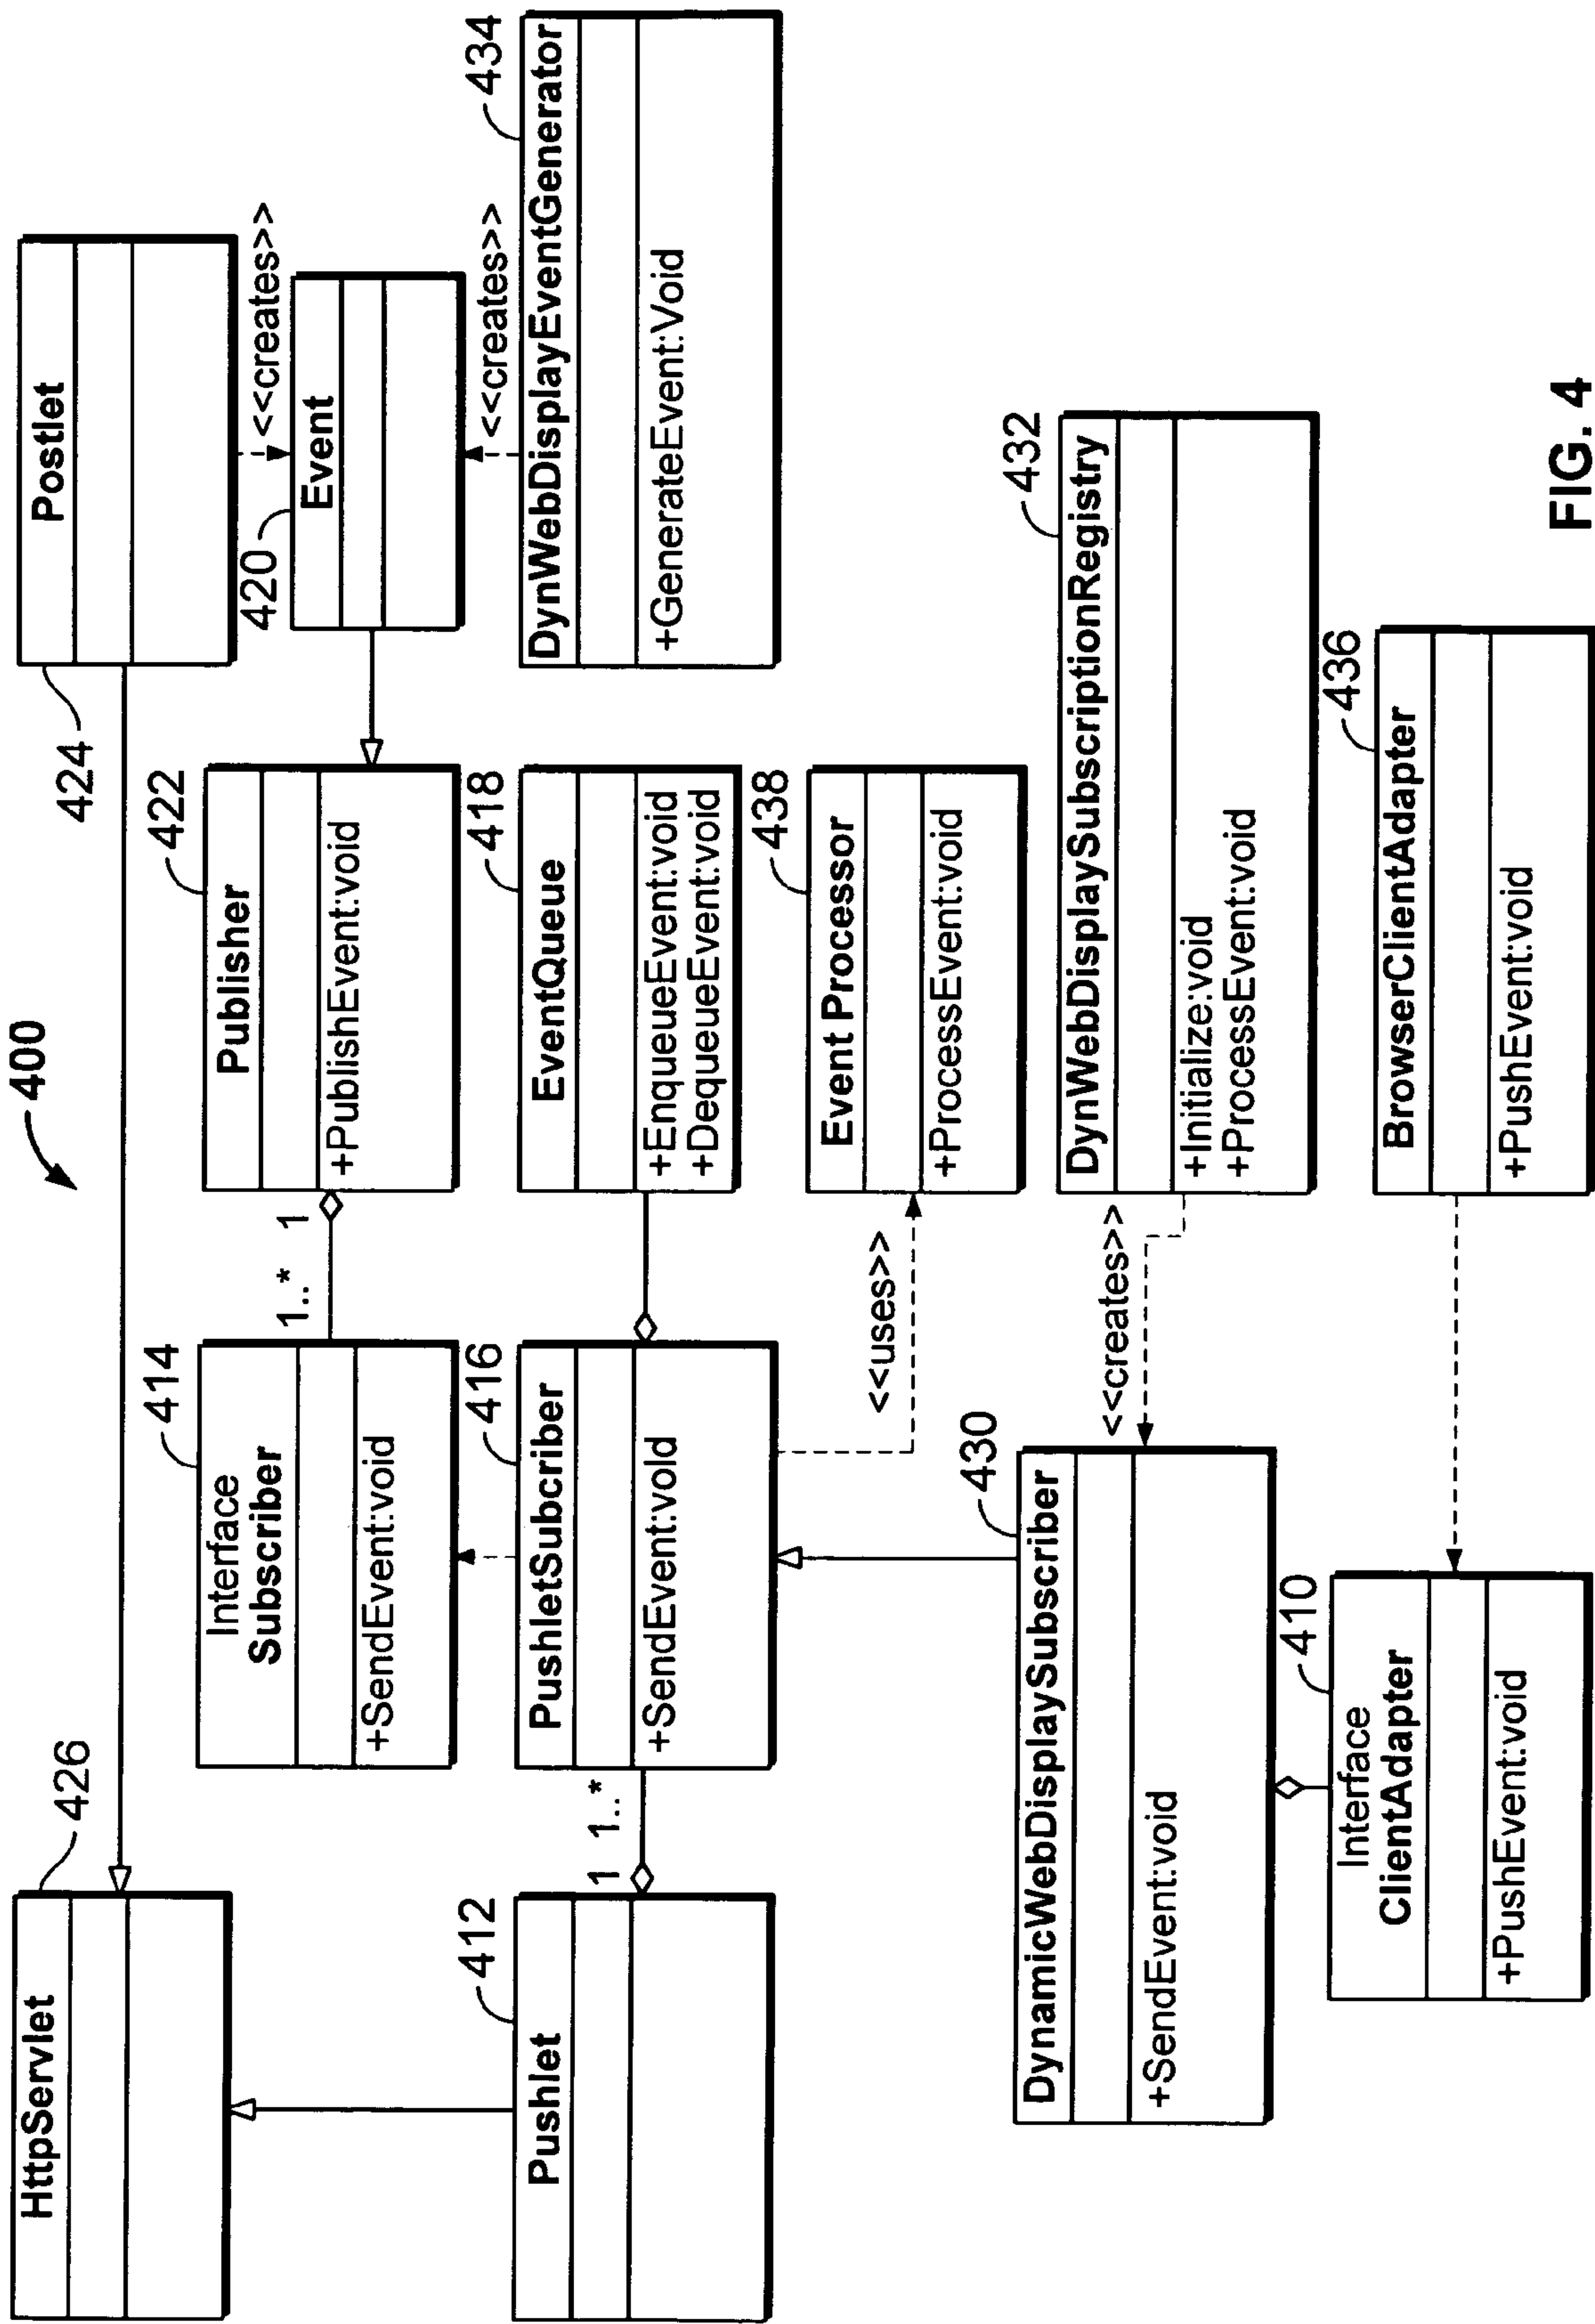 400
426
HttpServlet
424
Postlet
<<creates>>
414
Interface
Subscriber
+SendEvent:void
1..*
1
422
Publisher
+PublishEvent:void
420
Event
<<creates>>
412
Pushlet
1
1..*
416
PushletSubcriber
+SendEvent:void
418
EventQueue
+EnqueueEvent:void
+DequeueEvent:void
434
DynWebDisplayEventGenerator
+GenerateEvent:Void
<<uses>>
438
Event Processor
+ProcessEvent:void
430
DynamicWebDisplaySubscriber
+SendEvent:void
<<creates>>
432
DynWebDisplaySubscriptionRegistry
+Initialize:void
+ProcessEvent:void
410
Interface
ClientAdapter
+PushEvent:void
436
BrowserClientAdapter
+PushEvent:void
FIG. 4